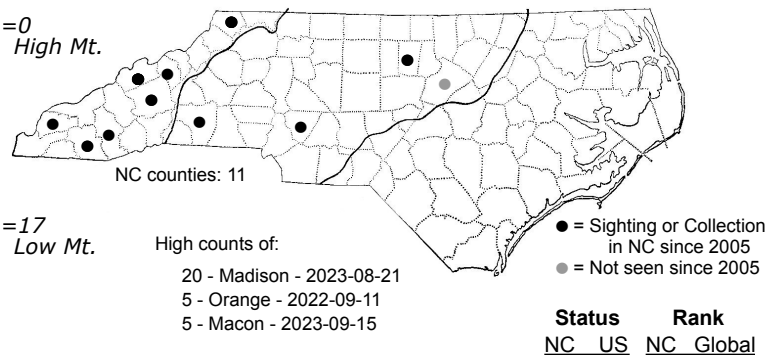 =0
High Mt.
NC counties: 11
=17
Low Mt.
High counts of:
20 - Madison - 2023-08-21
5 - Orange - 2022-09-11
5 - Macon - 2023-09-15
= Sighting or Collection
in NC since 2005
= Not seen since 2005
Status Rank
NC US NC Global